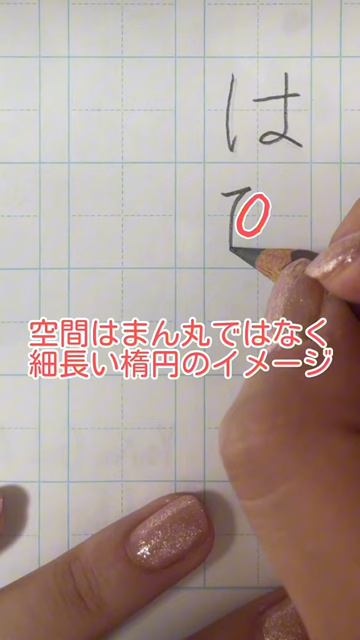 は
空間はまん丸ではなく
細長い楕円のイメージ